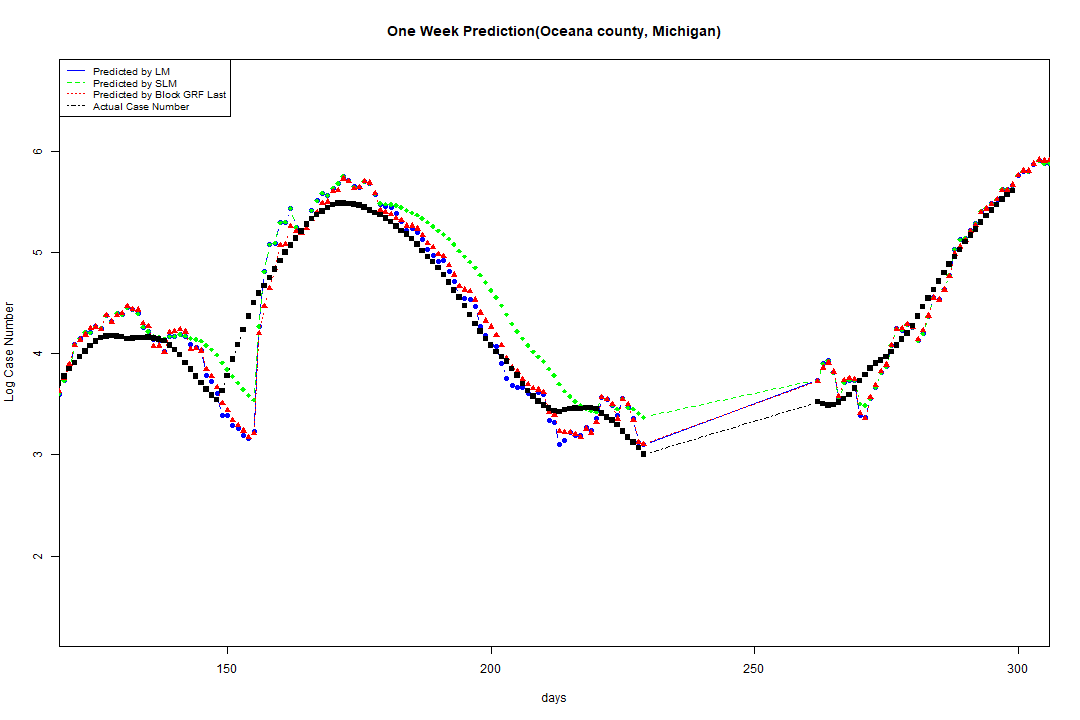 One Week Prediction(Oceana county, Michigan)
Predicted by LM
Predicted by SLM
Predicted by Block GRF Last
Actual Case Number
6
5
4
3
2
Log Case Number
150 200 250 300
days